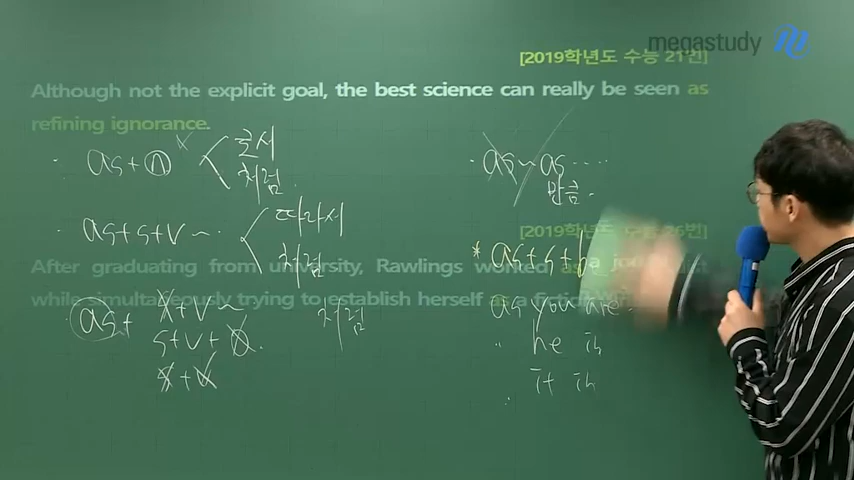 megastudy
[2019학년도 수능 21번]
Although not the explicit goal, the best science can really be seen as
refining ignorance.
· as + ⓝ < 로서
처럼
· as + s + v ~ < 따라서
처럼
as + s + v ~ 처럼
s + v + o
s + v
· as ~ as ....
만큼.
[2019학년도 26번]
* as + s + be
After graduating from university, Rawlings worked as a
while simultaneously trying to establish herself as a
as you are
" he is
it is